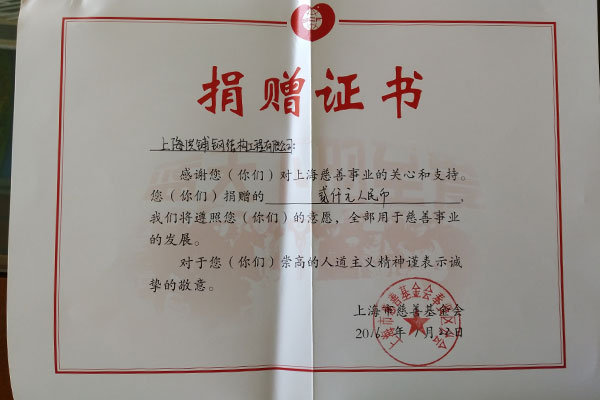 捐赠证书
上海 铺钢结构工程有限公司:
感谢您(你们)对上海慈善事业的关心和支持。
您(你们)捐赠的 贰仟元人民币 ,
我们将遵照您(你们)的意愿,全部用于慈善事业
的发展。
对于您(你们)崇高的人道主义精神谨表示诚
挚的敬意。
上海市慈善基金会
201 年 月 日